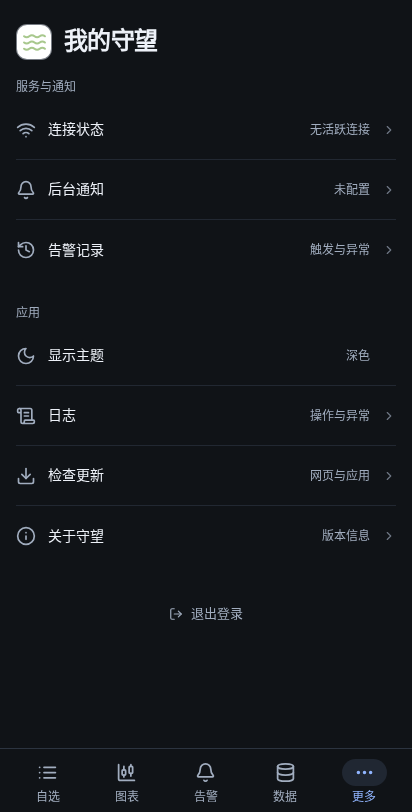 我的守望
服务与通知
连接状态 无活跃连接
后台通知 未配置
告警记录 触发与异常
应用
显示主题 深色
日志 操作与异常
检查更新 网页与应用
关于守望 版本信息
退出登录
自选 图表 告警 数据 更多